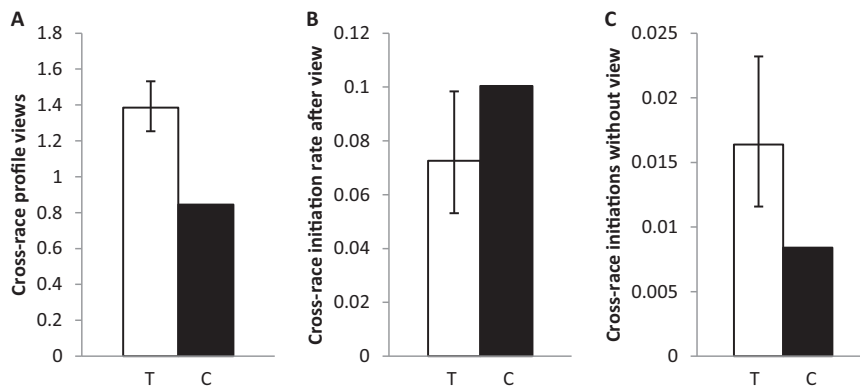 A
Cross-race profile views
1.8
1.6
1.4
1.2
1
0.8
0.6
0.4
0.2
0
T C
B
Cross-race initiation rate after view
0.12
0.1
0.08
0.06
0.04
0.02
0
T C
C
Cross-race initiations without view
0.025
0.02
0.015
0.01
0.005
0
T C